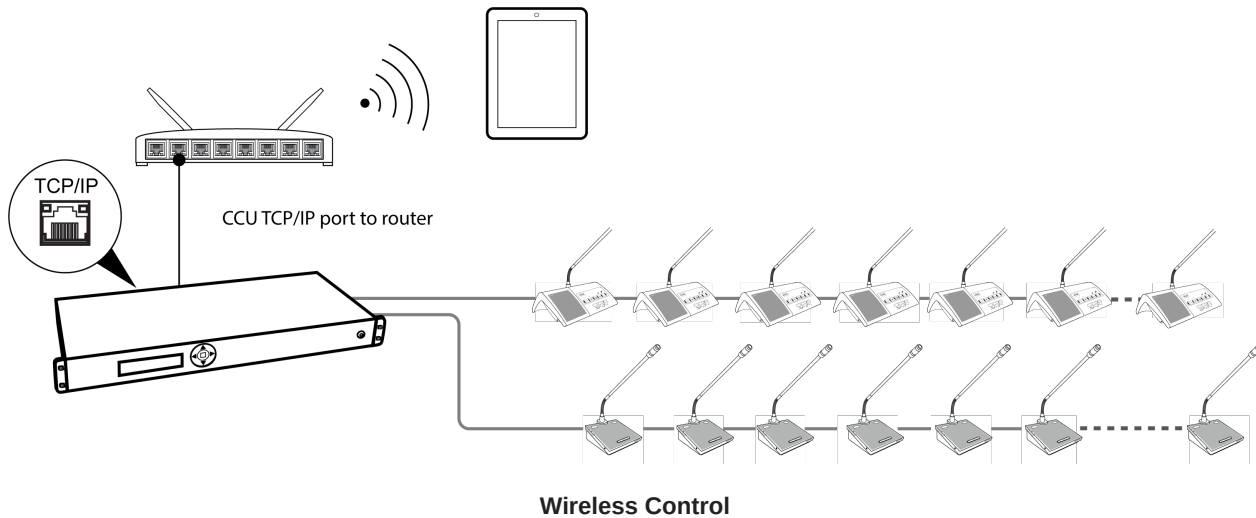 TCP/IP
CCU TCP/IP port to router
Wireless Control